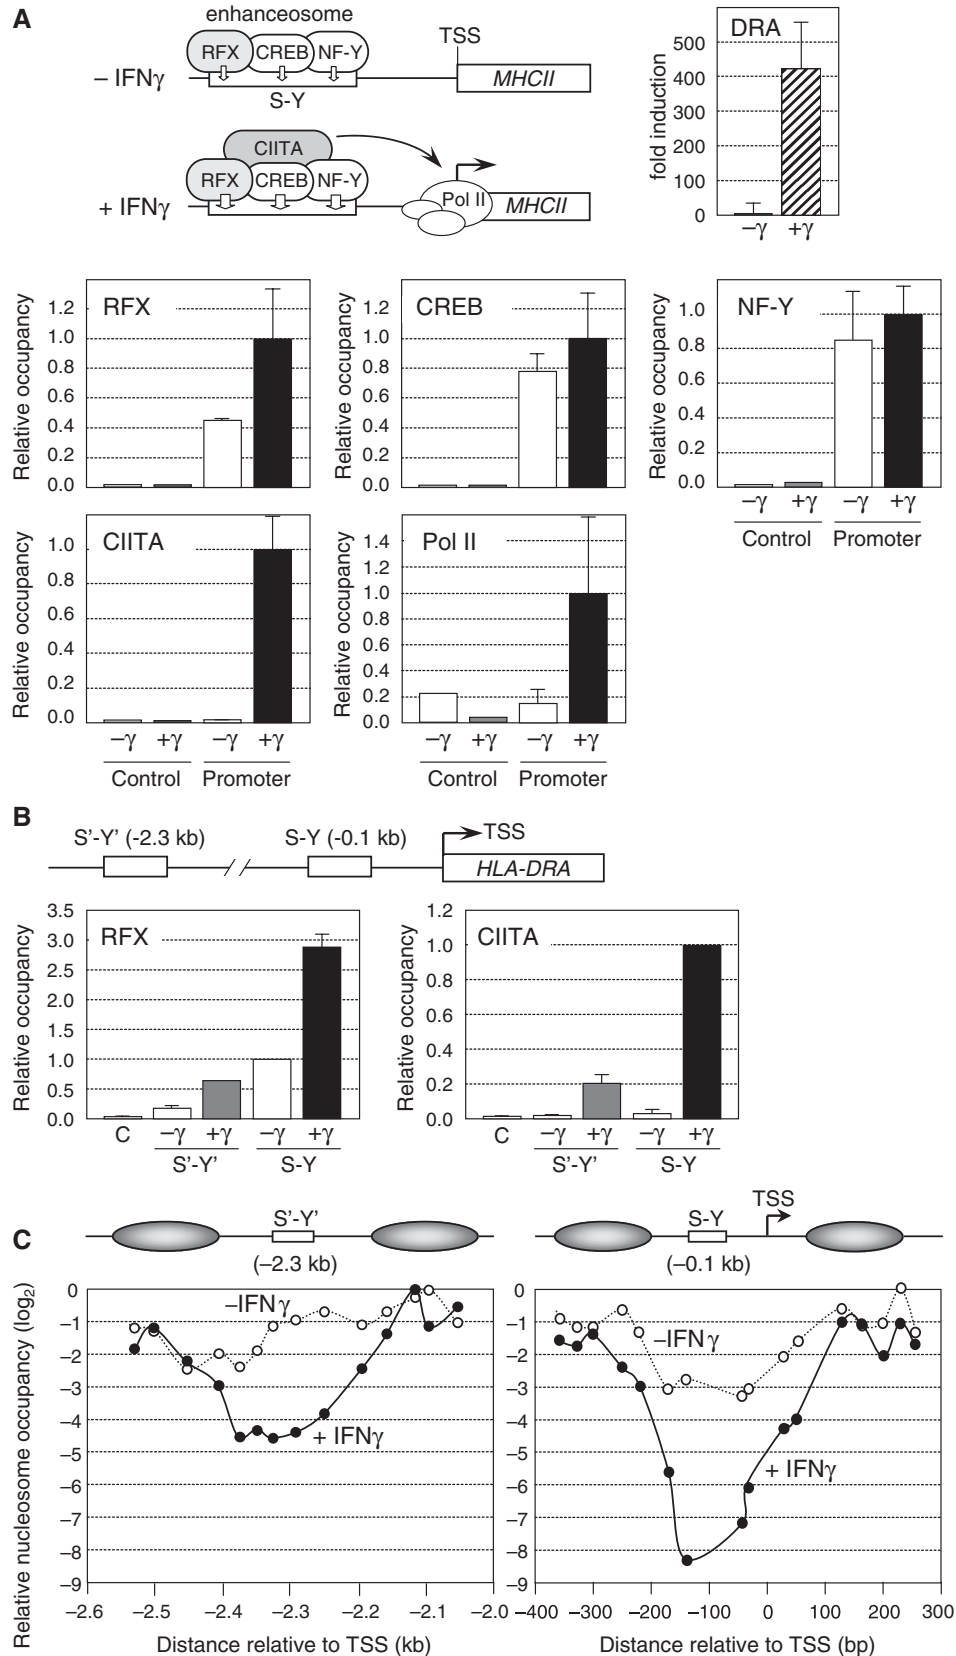 A
enhanceosome
RFX CREB NF-Y
TSS
– IFNγ
MHCII
S-Y
CIITA
RFX CREB NF-Y
+ IFNγ
Pol II
MHCII
DRA
fold induction
500
400
300
200
100
0
–γ +γ
RFX
Relative occupancy
1.2
1.0
0.8
0.6
0.4
0.2
0.0
CREB
Relative occupancy
1.2
1.0
0.8
0.6
0.4
0.2
0.0
NF-Y
Relative occupancy
1.0
0.8
0.6
0.4
0.2
0.0
–γ +γ –γ +γ
Control Promoter
CIITA
Relative occupancy
1.0
0.8
0.6
0.4
0.2
0.0
–γ +γ –γ +γ
Control Promoter
Pol II
Relative occupancy
1.4
1.2
1.0
0.8
0.6
0.4
0.2
0.0
–γ +γ –γ +γ
Control Promoter
B
S'-Y' (-2.3 kb)
S-Y (-0.1 kb)
TSS
HLA-DRA
RFX
Relative occupancy
3.5
3.0
2.5
2.0
1.5
1.0
0.5
0.0
C –γ +γ –γ +γ
S'-Y' S-Y
CIITA
Relative occupancy
1.2
1.0
0.8
0.6
0.4
0.2
0.0
C –γ +γ –γ +γ
S'-Y' S-Y
C
S'-Y'
(–2.3 kb)
TSS
S-Y
(–0.1 kb)
Relative nucleosome occupancy (log2)
0
–1
–2
–3
–4
–5
–6
–7
–8
–9
–IFNγ
+ IFNγ
–2.6 –2.5 –2.4 –2.3 –2.2 –2.1 –2.0
Distance relative to TSS (kb)
0
–1
–2
–3
–4
–5
–6
–7
–8
–9
–IFNγ
+ IFNγ
–400 –300 –200 –100 0 100 200 300
Distance relative to TSS (bp)